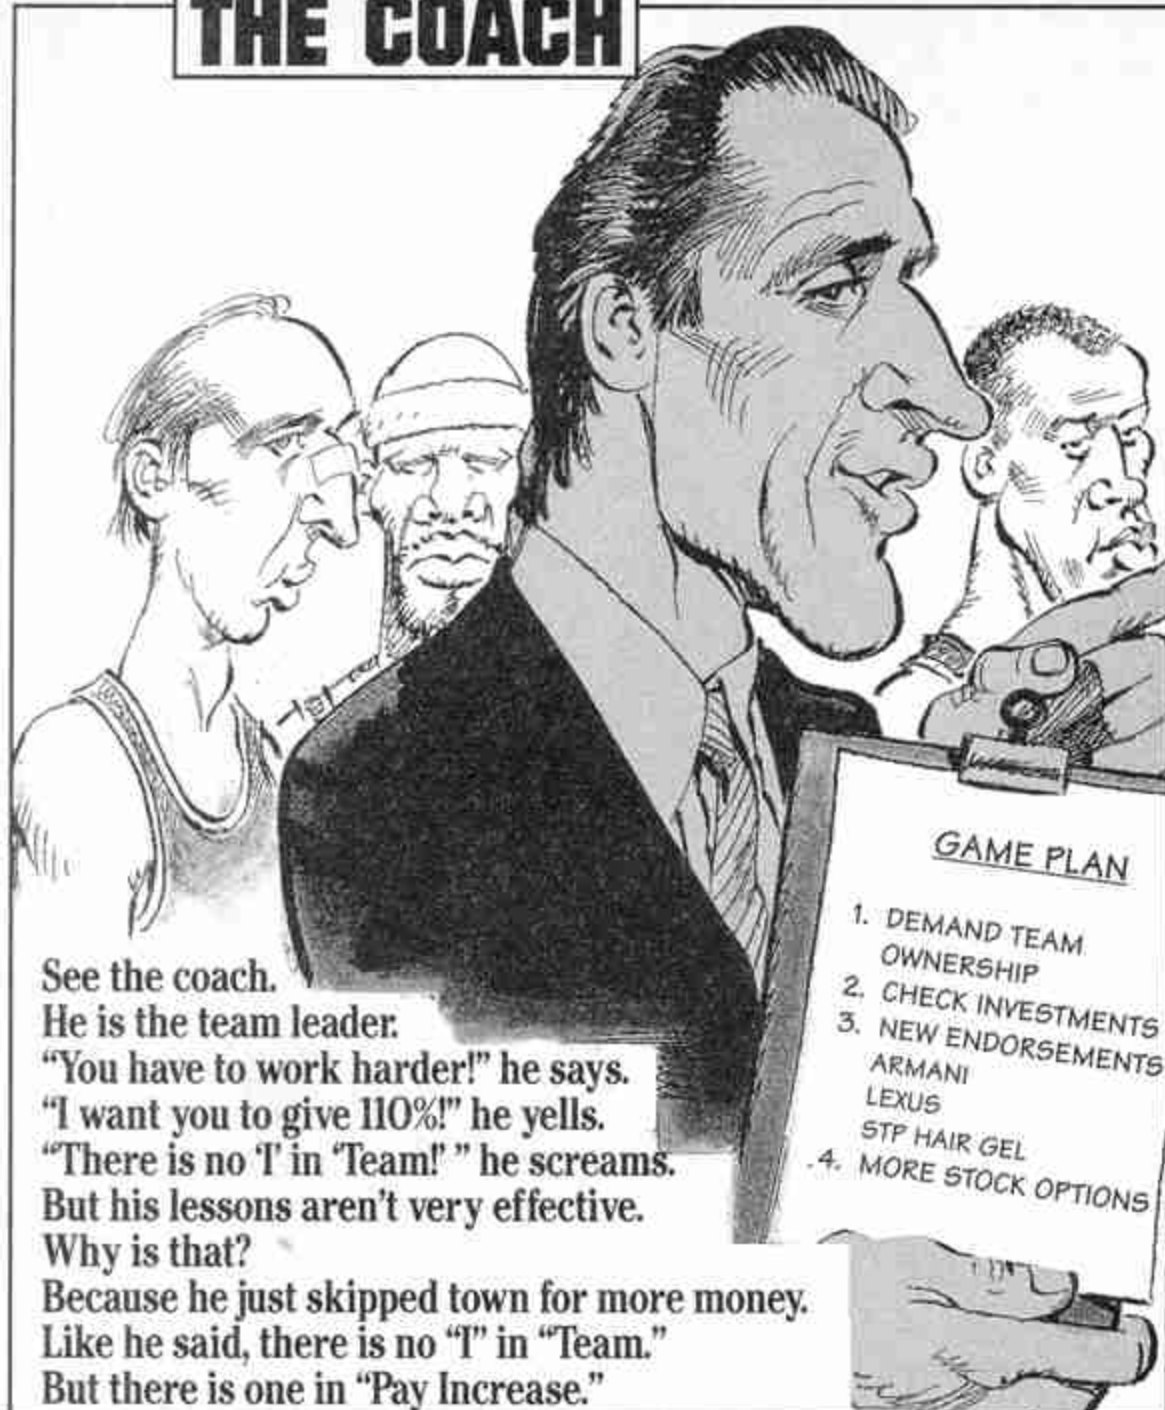 THE COACH
GAME PLAN
1. DEMAND TEAM
OWNERSHIP
2. CHECK INVESTMENTS
3. NEW ENDORSEMENTS
ARMANI
LEXUS
STP HAIR GEL
4. MORE STOCK OPTIONS
See the coach.
He is the team leader.
“You have to work harder!” he says.
“I want you to give 110%!” he yells.
“There is no ‘I’ in ‘Team!’ ” he screams.
But his lessons aren't very effective.
Why is that?
Because he just skipped town for more money.
Like he said, there is no “I” in “Team.”
But there is one in “Pay Increase.”